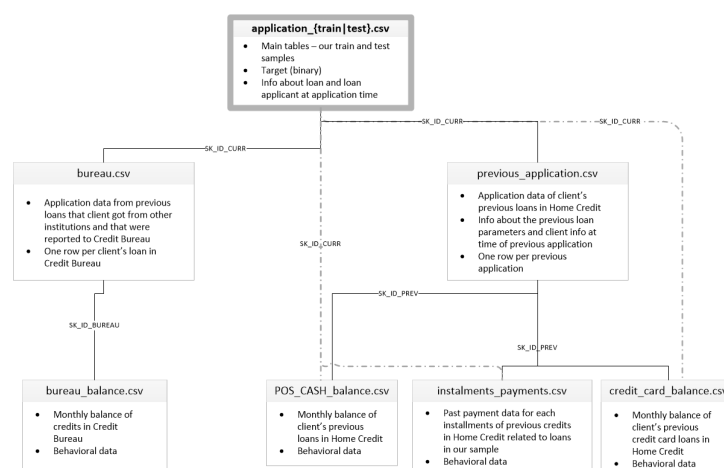 application_{train|test}.csv
• Main tables – our train and test
samples
• Target (binary)
• Info about loan and loan
applicant at application time
SK_ID_CURR
SK_ID_CURR
SK_ID_CURR
bureau.csv
• Application data from previous
loans that client got from other
institutions and that were
reported to Credit Bureau
• One row per client's loan in
Credit Bureau
previous_application.csv
• Application data of client's
previous loans in Home Credit
• Info about the previous loan
parameters and client info at
time of previous application
• One row per previous
application
SK_ID_CURR
SK_ID_PREV
SK_ID_BUREAU
SK_ID_PREV
bureau_balance.csv
• Monthly balance of
credits in Credit
Bureau
• Behavioral data
POS_CASH_balance.csv
• Monthly balance of
client's previous
loans in Home Credit
• Behavioral data
instalments_payments.csv
• Past payment data for each
installments of previous credits
in Home Credit related to loans
in our sample
• Behavioral data
credit_card_balance.csv
• Monthly balance of
client's previous
credit card loans in
Home Credit
• Behavioral data